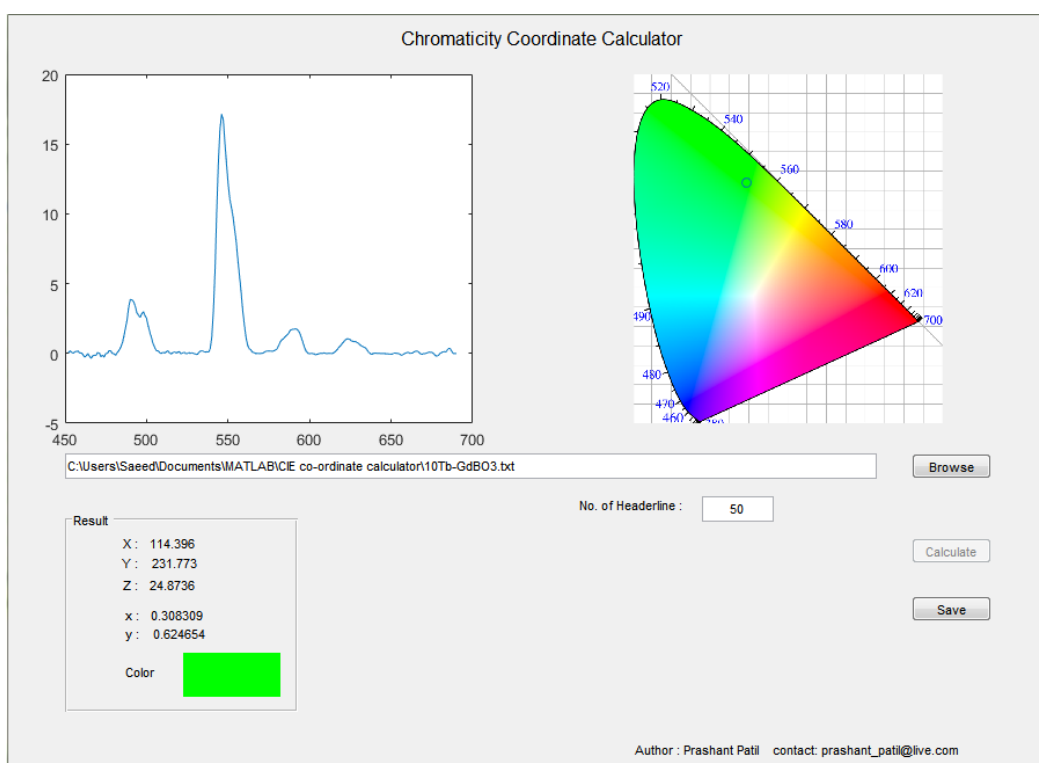 Chromaticity Coordinate Calculator
20
15
10
5
0
-5
450 500 550 600 650 700
520
540
560
580
600
620
700
490
480
470
460
380
C:\Users\Saeed\Documents\MATLAB\CIE co-ordinate calculator\10Tb-GdBO3.txt
Browse
No. of Headerline : 50
Result
X : 114.396
Y : 231.773
Z : 24.8736
x : 0.308309
y : 0.624654
Color
Calculate
Save
Author : Prashant Patil contact: prashant_patil@live.com